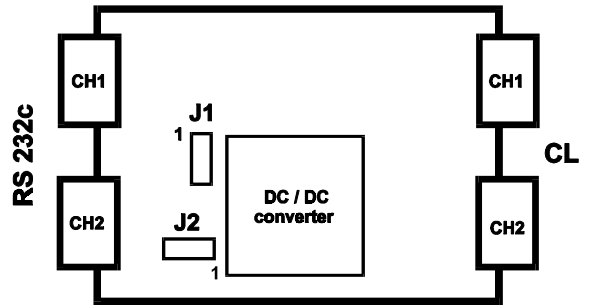 CH1
CH1
J1
1
RS 232c
CL
DC / DC
converter
J2
CH2
CH2
1